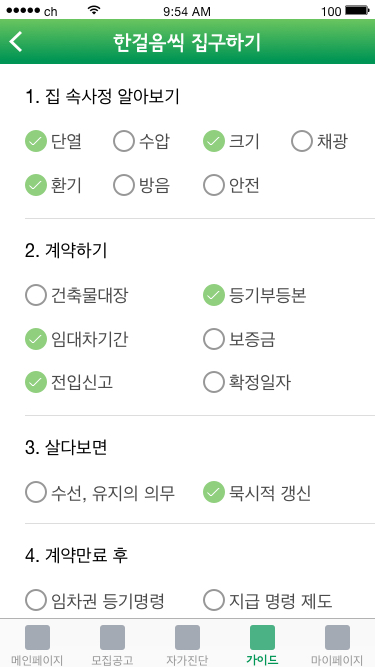 ch 9:54 AM 100
한걸음씩 집구하기
1. 집 속사정 알아보기
단열 수압 크기 채광
환기 방음 안전
2. 계약하기
건축물대장 등기부등본
임대차기간 보증금
전입신고 확정일자
3. 살다보면
수선, 유지의 의무 묵시적 갱신
4. 계약만료 후
임차권 등기명령 지급 명령 제도
메인페이지 모집공고 자가진단 가이드 마이페이지